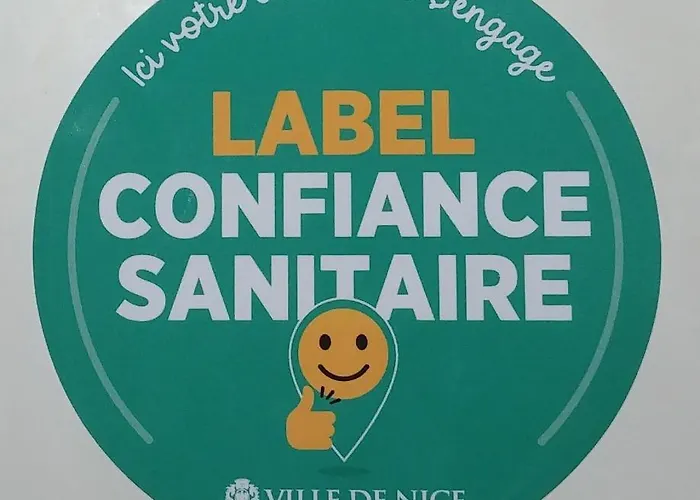 Ici votre s'engage
LABEL
CONFIANCE
SANITAIRE
VILLE DE NICE